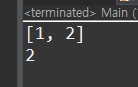 <terminated> Main (
[1, 2]
2